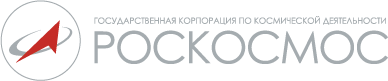 ГОСУДАРСТВЕННАЯ КОРПОРАЦИЯ ПО КОСМИЧЕСКОЙ ДЕЯТЕЛЬНОСТИ
РОСКОСМОС